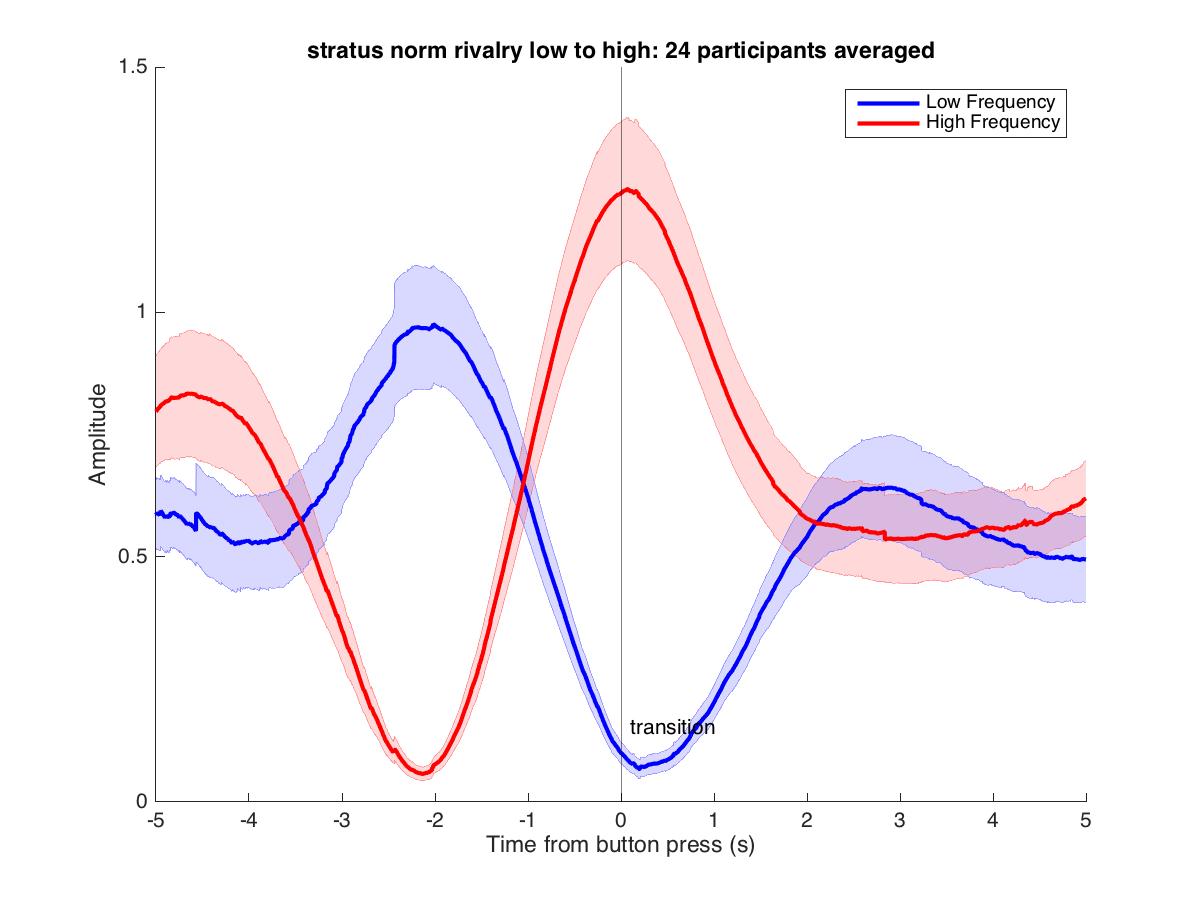 stratus norm rivalry low to high: 24 participants averaged
1.5
Low Frequency
High Frequency
1
Amplitude
0.5
transition
0
-5 -4 -3 -2 -1 0 1 2 3 4 5
Time from button press (s)